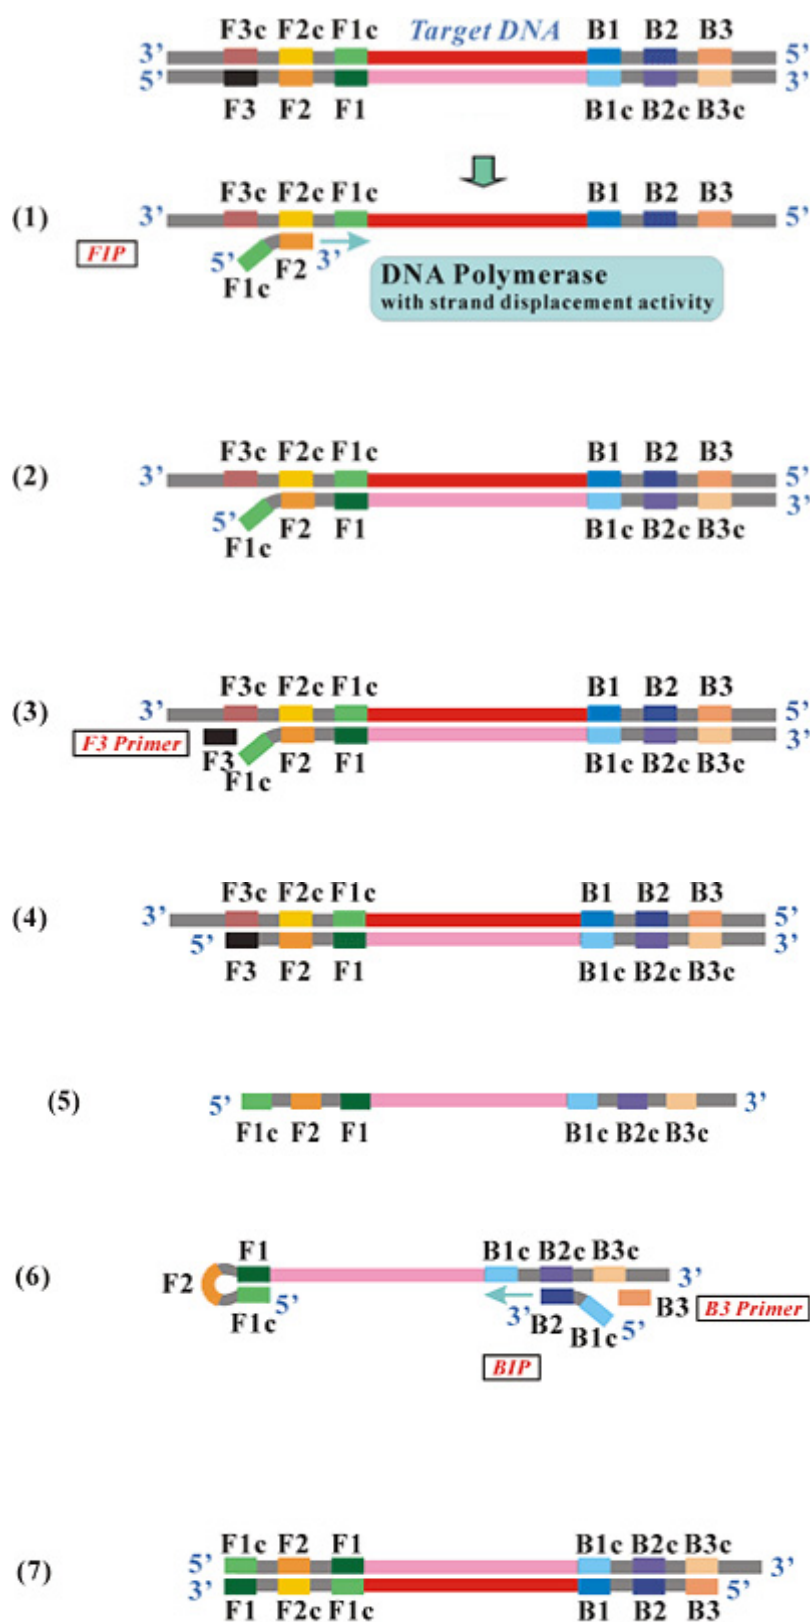 F3c F2c F1c Target DNA B1 B2 B3
3’ 5’
5’ 3’
F3 F2 F1 B1c B2c B3c
(1) 3’ F3c F2c F1c B1 B2 B3 5’
FIP 5’ F1c F2 3’
DNA Polymerase
with strand displacement activity
F3c F2c F1c B1 B2 B3
(2) 3’ 5’
5’ 3’
F1c F2 F1 B1c B2c B3c
F3c F2c F1c B1 B2 B3
(3) 3’ 5’
F3 Primer 3’
F3 F1c F2 F1 B1c B2c B3c
F3c F2c F1c B1 B2 B3
(4) 3’ 5’
5’ 3’
F3 F2 F1 B1c B2c B3c
(5) 5’ 3’
F1c F2 F1 B1c B2c B3c
F1 B1c B2c B3c
(6) F2 3’
F1c 5’ 3’ B2 B1c 5’ B3 B3 Primer
BIP
F1c F2 F1 B1c B2c B3c
(7) 5’ 3’
3’ 5’
F1 F2c F1c B1 B2 B3